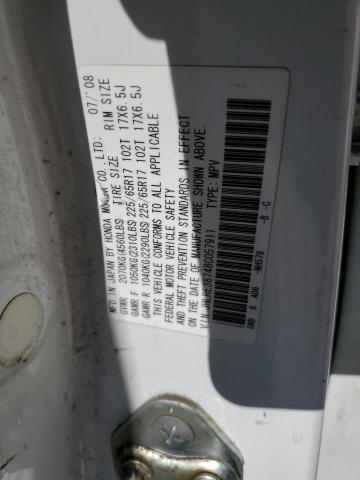 MFD. IN JAPAN BY HONDA MOTOR CO., LTD. 07/'08
TIRE SIZE RIM SIZE
GVWR 2070KG(4560LBS)
GAWR F 1050KG(2310LBS) 225/65R17 102T 17X6.5J
GAWR R 1040KG(2290LBS) 225/65R17 102T 17X6.5J
THIS VEHICLE CONFORMS TO ALL APPLICABLE
FEDERAL MOTOR VEHICLE SAFETY
AND THEFT PREVENTION STANDARDS IN EFFECT
ON THE DATE OF MANUFACTURE SHOWN ABOVE.
V.I.N. TYPE: MPV
-B -C
AD6 -NH578